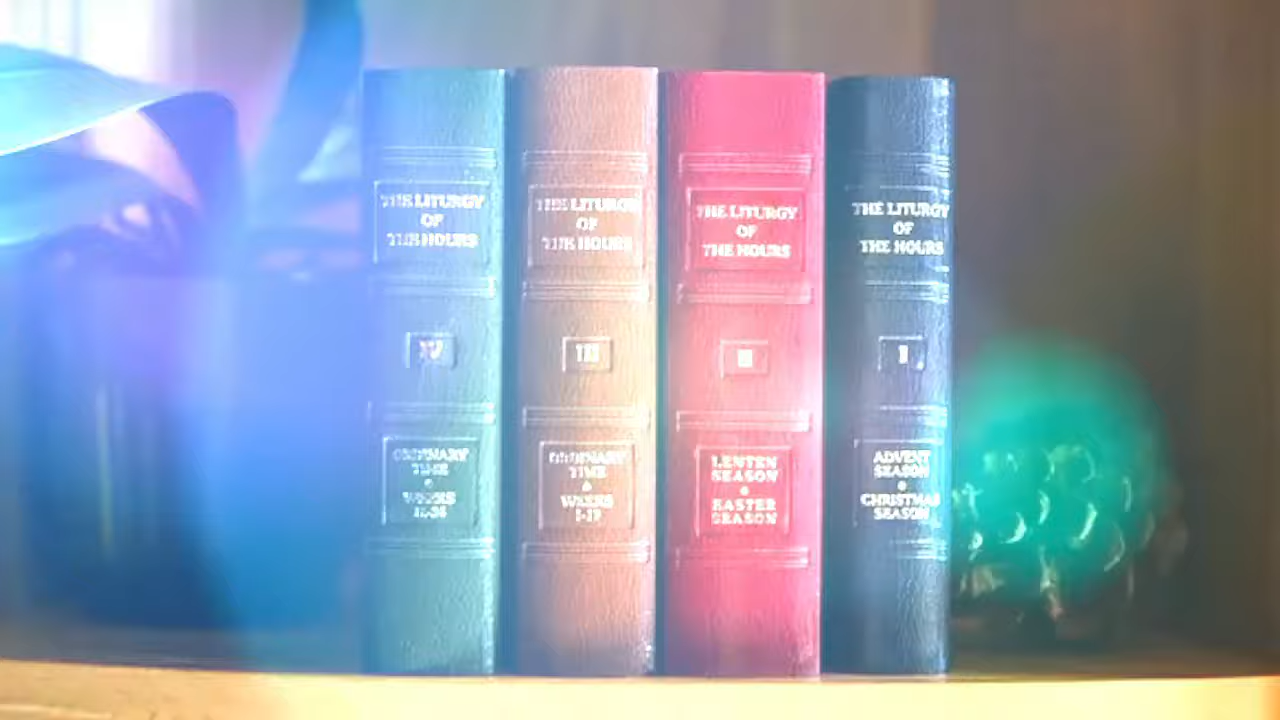 THE LITURGY
OF
THE HOURS
IV
ORDINARY
TIME
WEEKS
THE LITURGY
OF
THE HOURS
III
ORDINARY
TIME
WEEKS
THE LITURGY
OF
THE HOURS
II
LENTEN
SEASON
EASTER
SEASON
THE LITURGY
OF
THE HOURS
I
ADVENT
SEASON
CHRISTMAS
SEASON